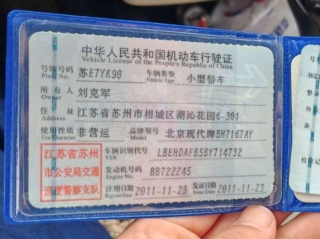 中华人民共和国机动车行驶证
Vehicle License of the People's Republic of China
号牌号码 苏E7YK90 车辆类型 小型轿车
Plate No. Vehicle Type
所有人 刘克军
Owner
住址 江苏省苏州市相城区湖沁花园6-301
Address
使用性质 非营运 品牌型号 北京现代牌BH7167AY
Use Character Model
江苏省苏州 车辆识别代号 LBEHDAFB5BY714732
VIN
市公安局交通 发动机号码 BB722245
Engine No.
巡逻警察支队 注册日期 2011-11-23 发证日期 2011-11-23
Register Date Issue Date